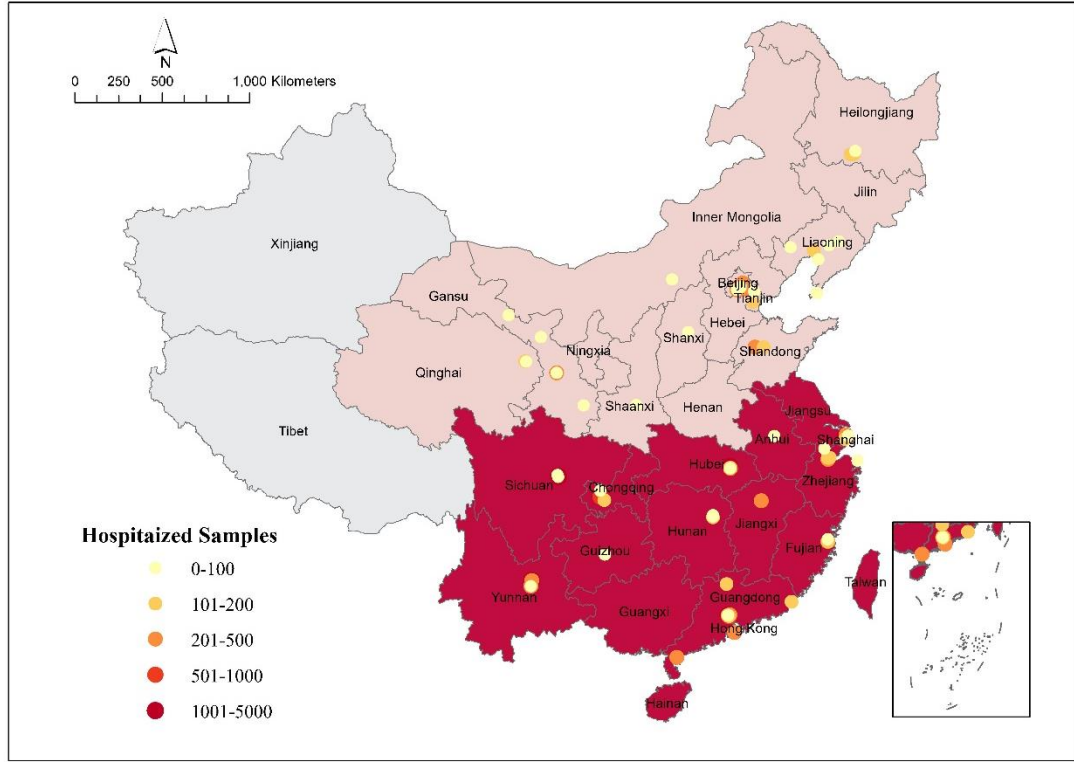 N
0 250 500 1,000 Kilometers
Heilongjiang
Jilin
Inner Mongolia
Liaoning
Xinjiang
Beijing
Tianjin
Gansu
Hebei
Shanxi
Ningxia
Shandong
Qinghai
Shaanxi
Henan
Jiangsu
Tibet
Anhui
Shanghai
Hubei
Zhejiang
Sichuan
Chongqing
Hunan
Jiangxi
Guizhou
Fujian
Taiwan
Yunnan
Guangxi
Guangdong
Hong Kong
Hainan
Hospitaized Samples
0-100
101-200
201-500
501-1000
1001-5000